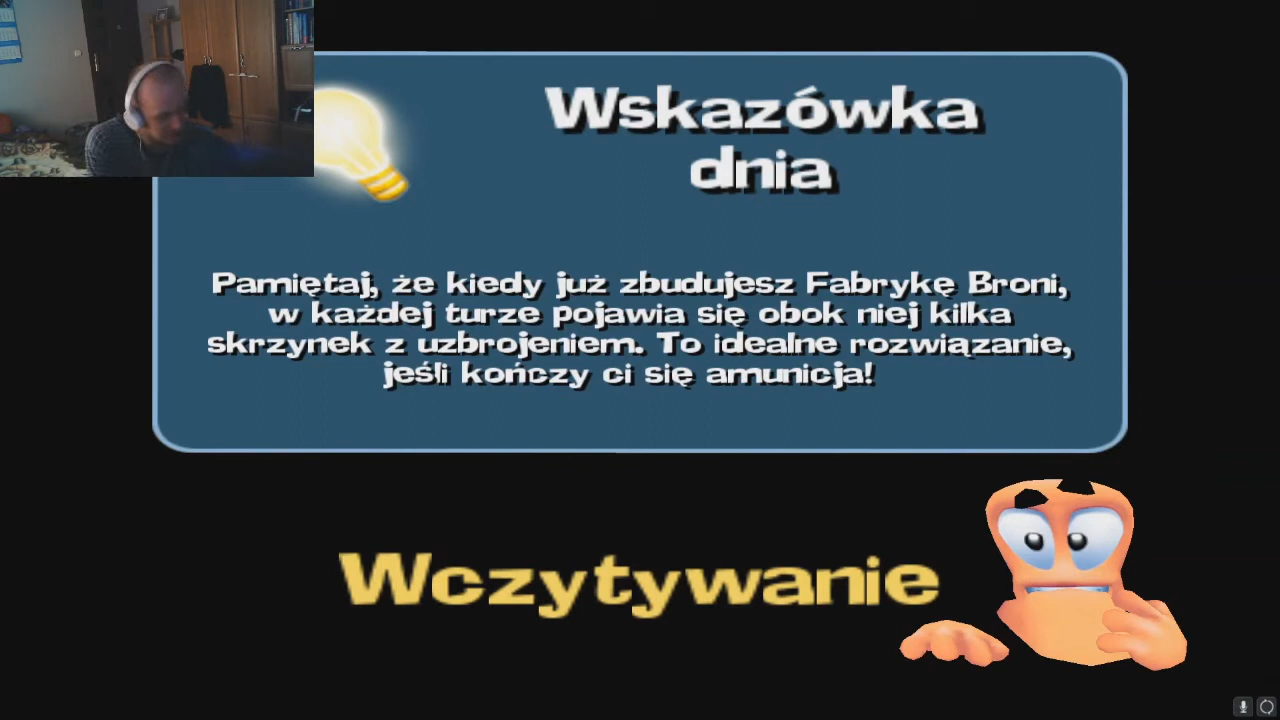 Wskazówka
dnia
Pamiętaj, że kiedy już zbudujesz Fabrykę Broni,
w każdej turze pojawia się obok niej kilka
skrzynek z uzbrojeniem. To idealne rozwiązanie,
jeśli kończy ci się amunicja!
Wczytywanie